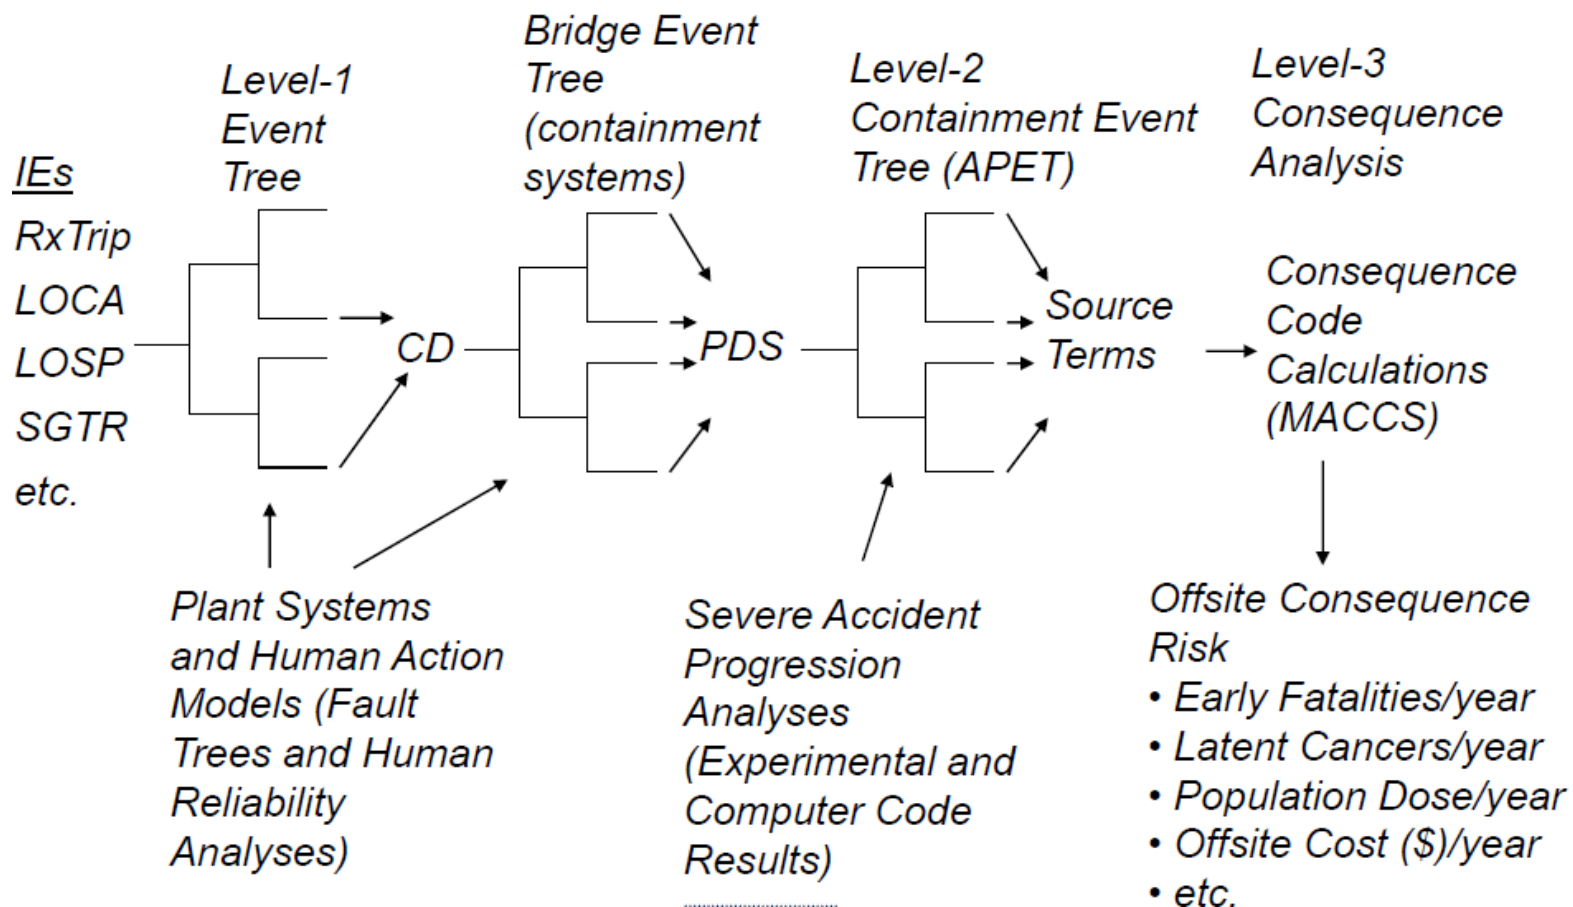 IEs
RxTrip
LOCA
LOSP
SGTR
etc.
Level-1
Event
Tree
CD
Bridge Event
Tree
(containment
systems)
PDS
Level-2
Containment Event
Tree (APET)
Source
Terms
Level-3
Consequence
Analysis
Consequence
Code
Calculations
(MACCS)
Plant Systems
and Human Action
Models (Fault
Trees and Human
Reliability
Analyses)
Severe Accident
Progression
Analyses
(Experimental and
Computer Code
Results)
Offsite Consequence
Risk
• Early Fatalities/year
• Latent Cancers/year
• Population Dose/year
• Offsite Cost ($)/year
• etc.